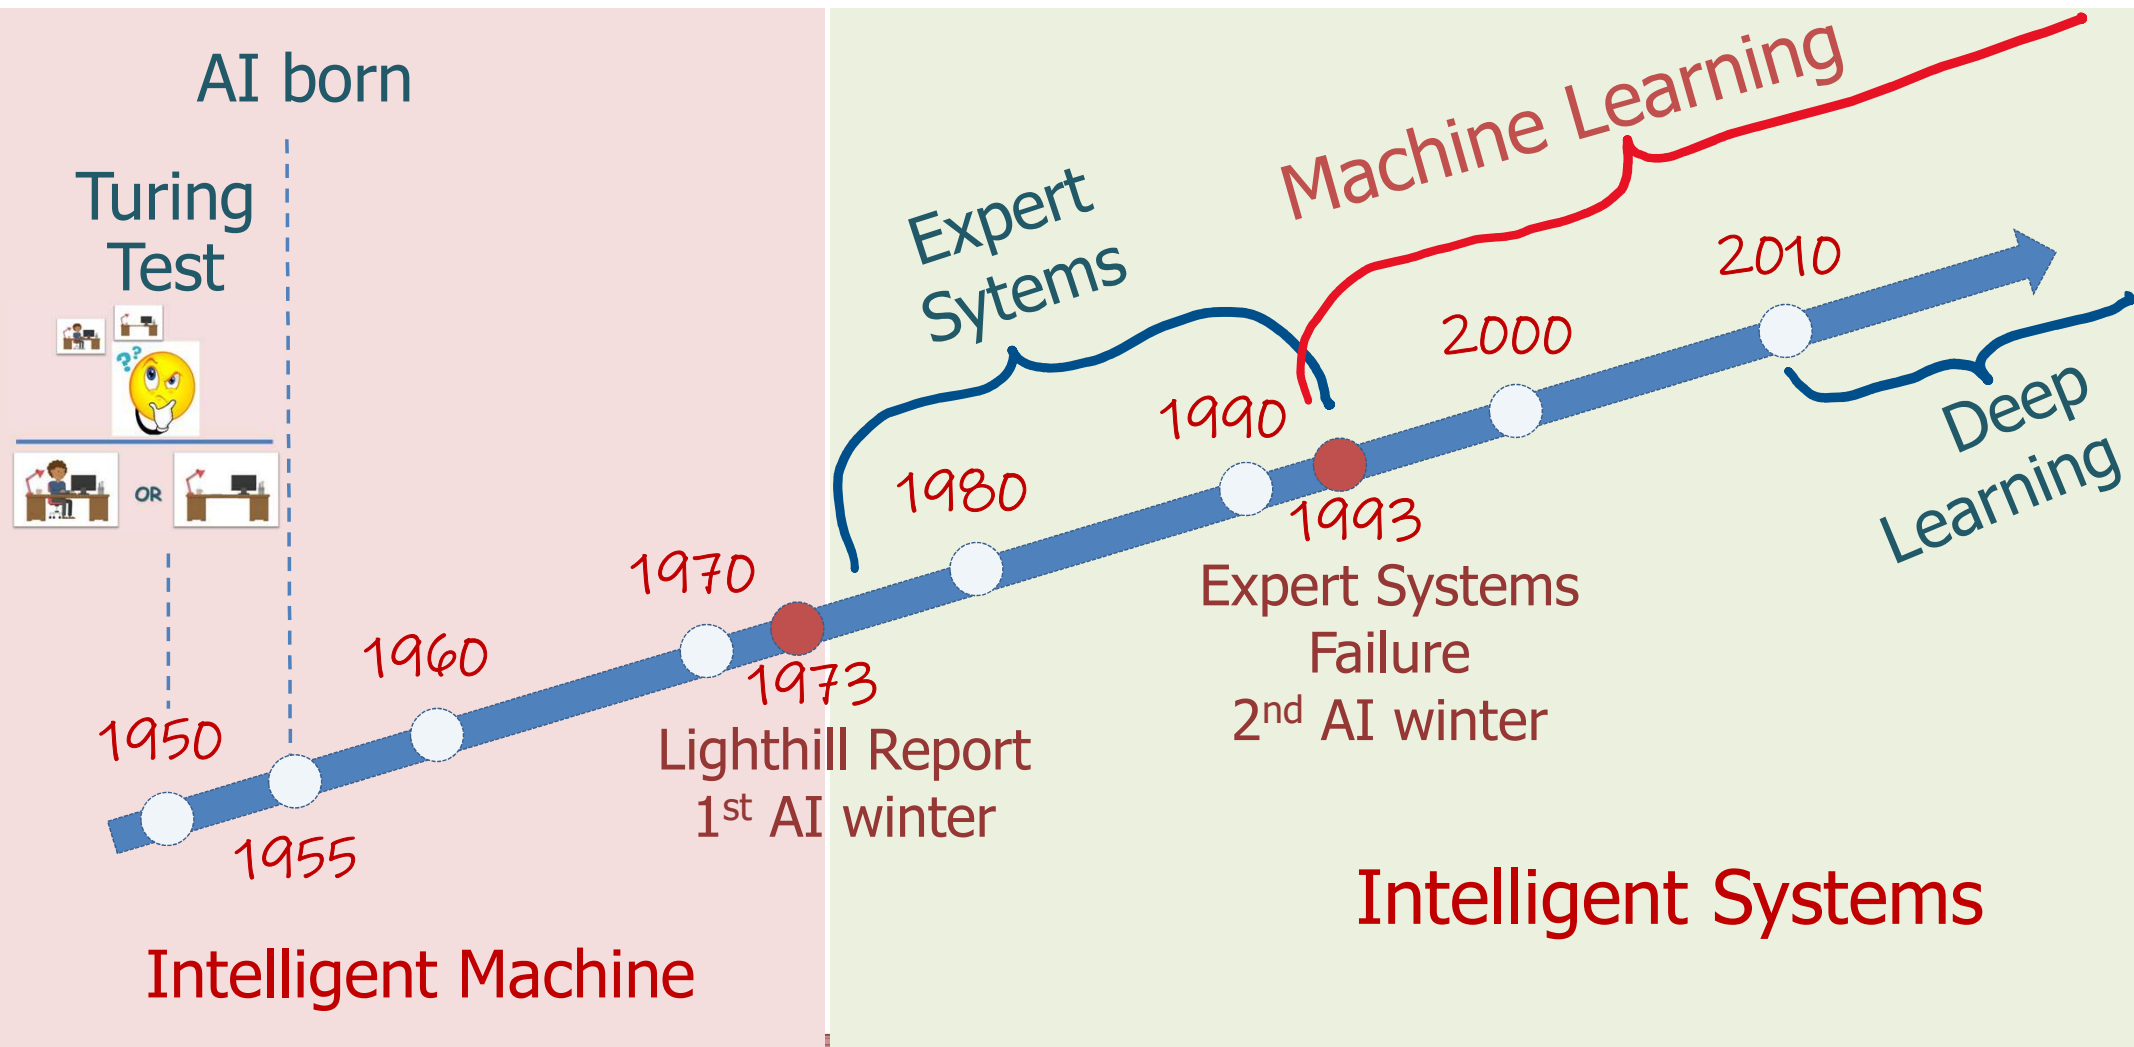 AI born
Turing
Test
??
OR
1950
1955
1960
1970
1973
Lighthill Report
1st AI winter
Intelligent Machine
Expert
Sytems
1980
1990
1993
Expert Systems
Failure
2nd AI winter
Machine Learning
2000
2010
Deep
Learning
Intelligent Systems